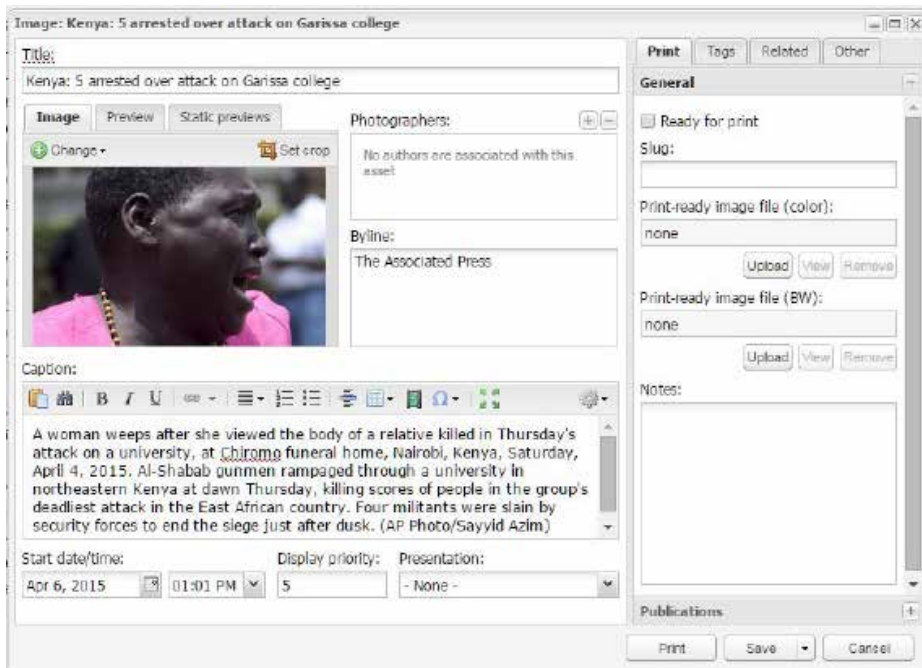 Image: Kenya: 5 arrested over attack on Garissa college
Title:
Kenya: 5 arrested over attack on Garissa college
Image Preview Static previews
Change Set crop
Photographers:
No authors are associated with this
asset
Byline:
The Associated Press
Caption:
B I U
A woman weeps after she viewed the body of a relative killed in Thursday's
attack on a university, at Chiromo funeral home, Nairobi, Kenya, Saturday,
April 4, 2015. Al-Shabab gunmen rampaged through a university in
northeastern Kenya at dawn Thursday, killing scores of people in the group's
deadliest attack in the East African country. Four militants were slain by
security forces to end the siege just after dusk. (AP Photo/Sayyid Azim)
Start date/time: Display priority: Presentation:
Apr 6, 2015 01:01 PM 5 - None -
Print Tags Related Other
General
Ready for print
Slug:
Print-ready image file (color):
none
Upload View Remove
Print-ready image file (BW):
none
Upload View Remove
Notes:
Publications
Print Save Cancel